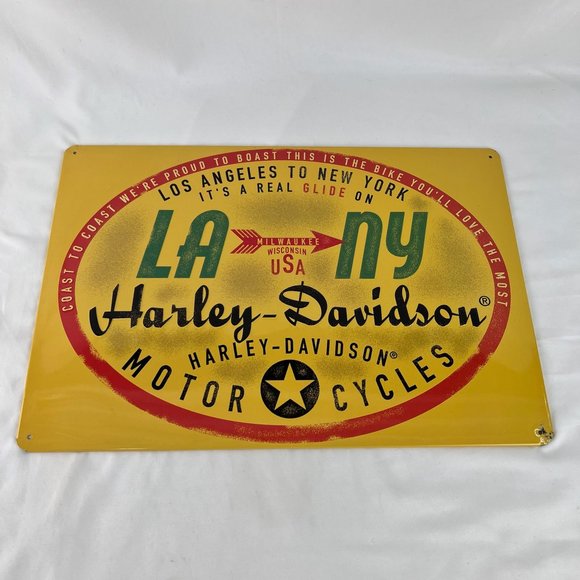 COAST TO COAST WE'RE PROUD TO BOAST THIS IS THE BIKE YOU'LL LOVE THE MOST
LOS ANGELES TO NEW YORK
IT'S A REAL GLIDE ON
LA MILWAUKEE NY
WISCONSIN
USA
Harley-Davidson®
HARLEY-DAVIDSON®
MOTOR CYCLES